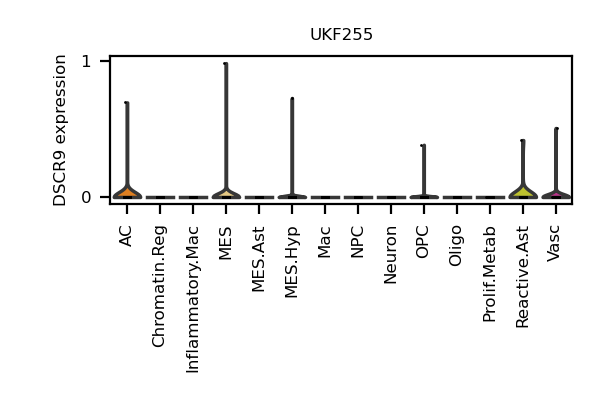 UKF255
DSCR9 expression
1
0
AC
Chromatin.Reg
Inflammatory.Mac
MES
MES.Ast
MES.Hyp
Mac
NPC
Neuron
OPC
Oligo
Prolif.Metab
Reactive.Ast
Vasc